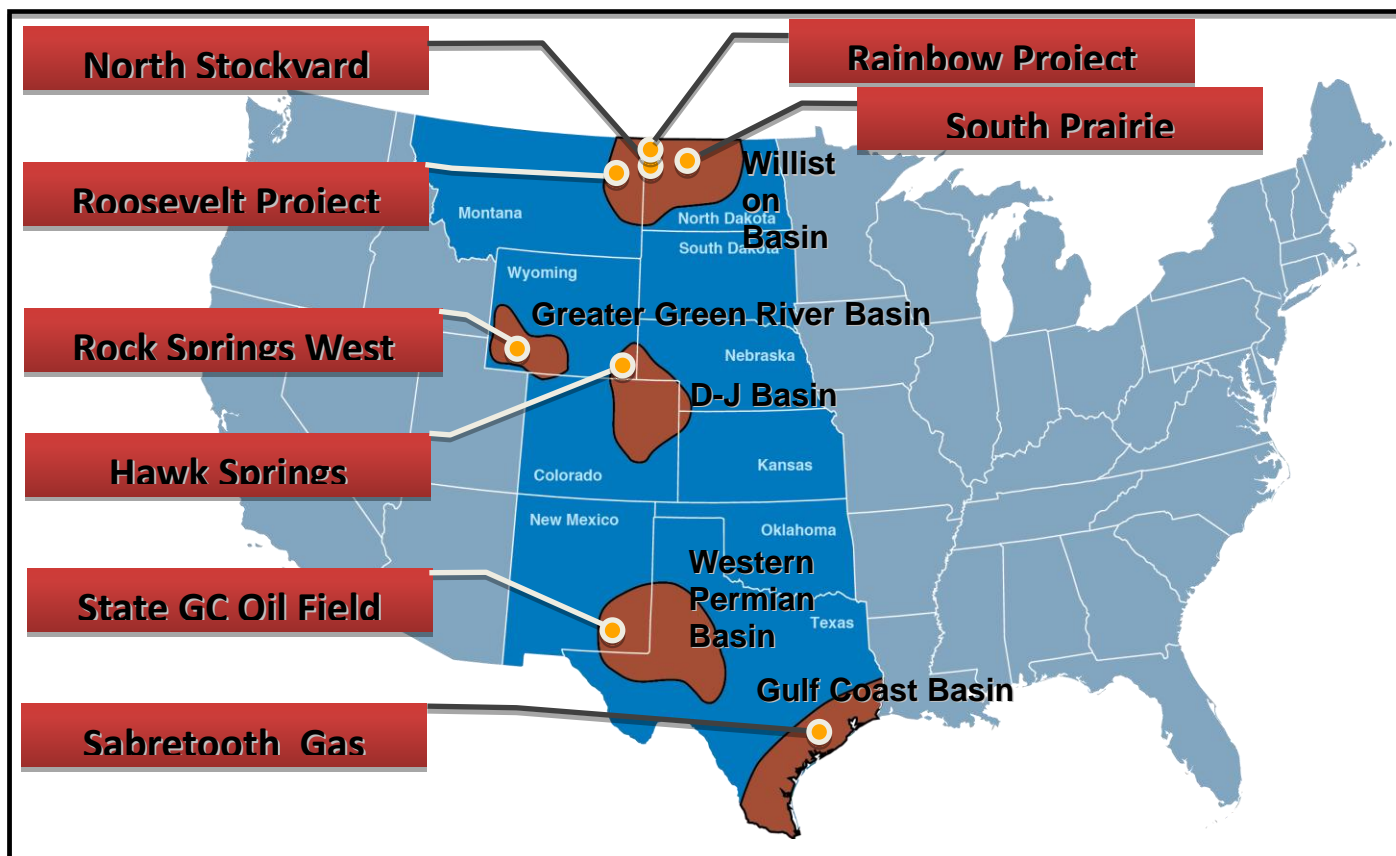 North Stockyard
Rainbow Project
South Prairie
Roosevelt Project
Willist
on
Basin
Montana
North Dakota
South Dakota
Wyoming
Greater Green River Basin
Rock Springs West
Nebraska
D-J Basin
Hawk Springs
Colorado
Kansas
New Mexico
Oklahoma
Western
Permian
Basin
State GC Oil Field
Texas
Gulf Coast Basin
Sabretooth Gas